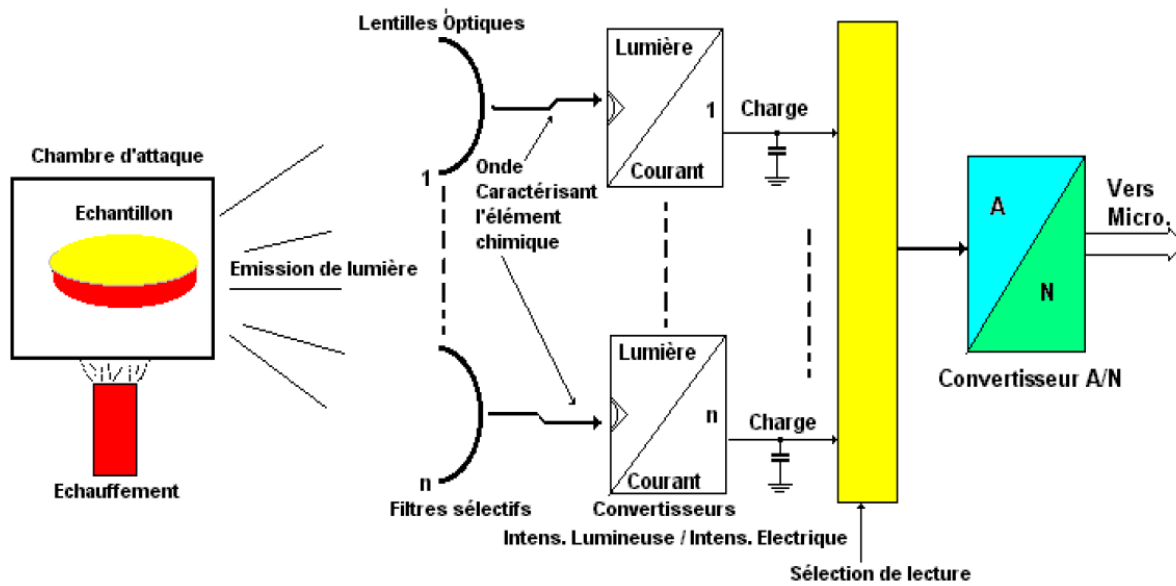 Lentilles Optiques
Lumière
1
Courant
Charge
Chambre d'attaque
Echantillon
1
Onde
Caractérisant
l'élément
chimique
Emission de lumière
A
N
Vers
Micro.
Convertisseur A/N
Lumière
n
Courant
Charge
Echauffement
n
Filtres sélectifs
Convertisseurs
Intens. Lumineuse / Intens. Electrique
Sélection de lecture